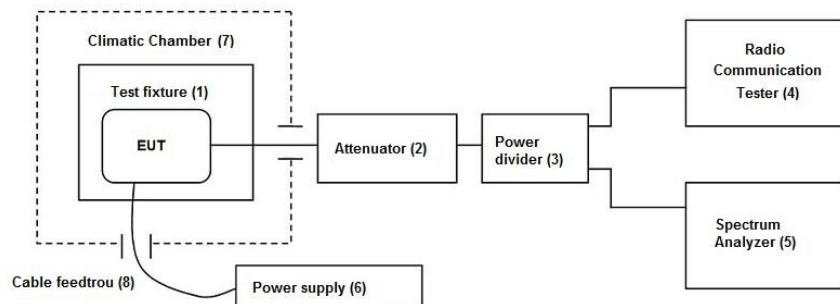 Climatic Chamber (7)
Test fixture (1)
EUT
Attenuator (2)
Power
divider (3)
Radio
Communication
Tester (4)
Spectrum
Analyzer (5)
Cable feedtrou (8)
Power supply (6)